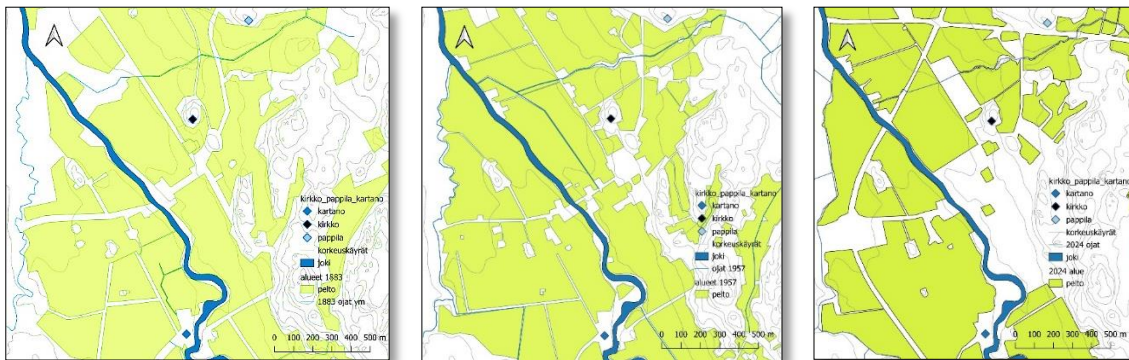 kirkko_pappila_kartano
kartano
kirkko
pappila
korkeuskäyrät
joki
alueet 1883
pelto
1883 ojat ym
0 100 200 300 400 500 m
kirkko_pappila_kartano
kartano
kirkko
pappila
korkeuskäyrät
joki
ojat 1957
alueet 1957
pelto
0 100 200 300 400 500 m
kirkko_pappila_kartano
kartano
kirkko
pappila
korkeuskäyrät
2024 ojat
joki
2024 alue
pelto
0 100 200 300 400 500 m